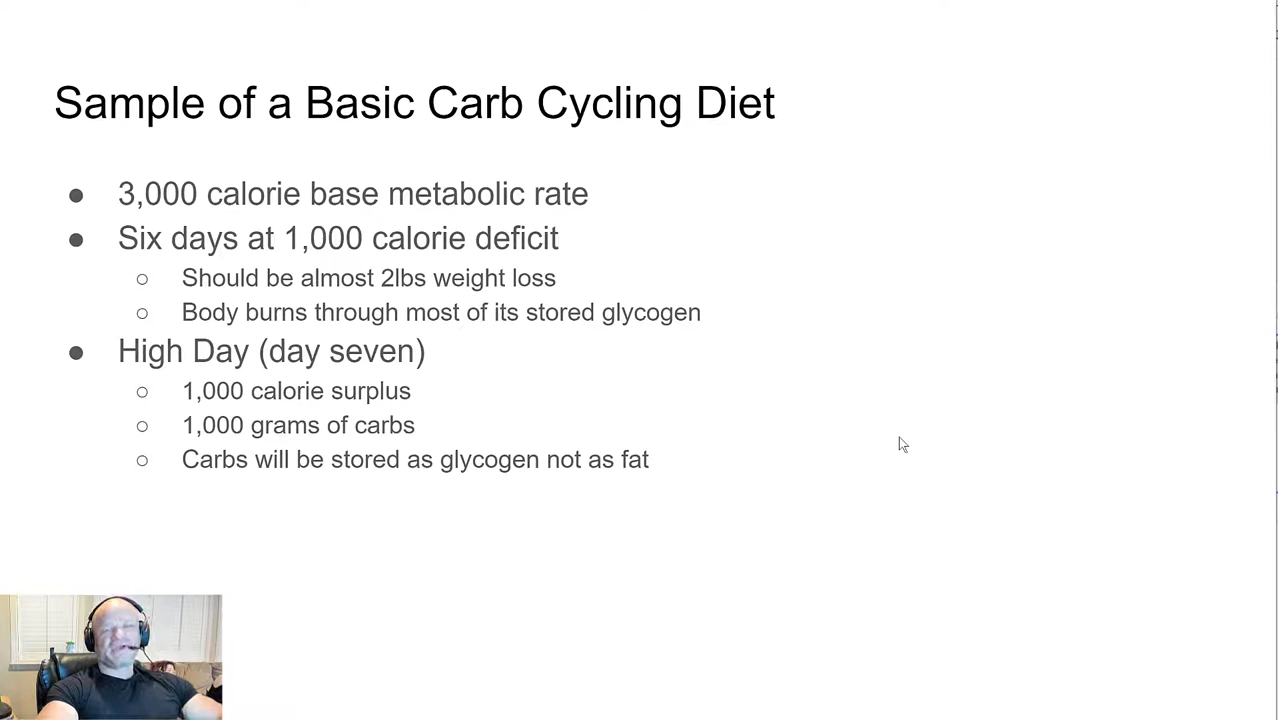 Sample of a Basic Carb Cycling Diet
● 3,000 calorie base metabolic rate
● Six days at 1,000 calorie deficit
○ Should be almost 2lbs weight loss
○ Body burns through most of its stored glycogen
● High Day (day seven)
○ 1,000 calorie surplus
○ 1,000 grams of carbs
○ Carbs will be stored as glycogen not as fat